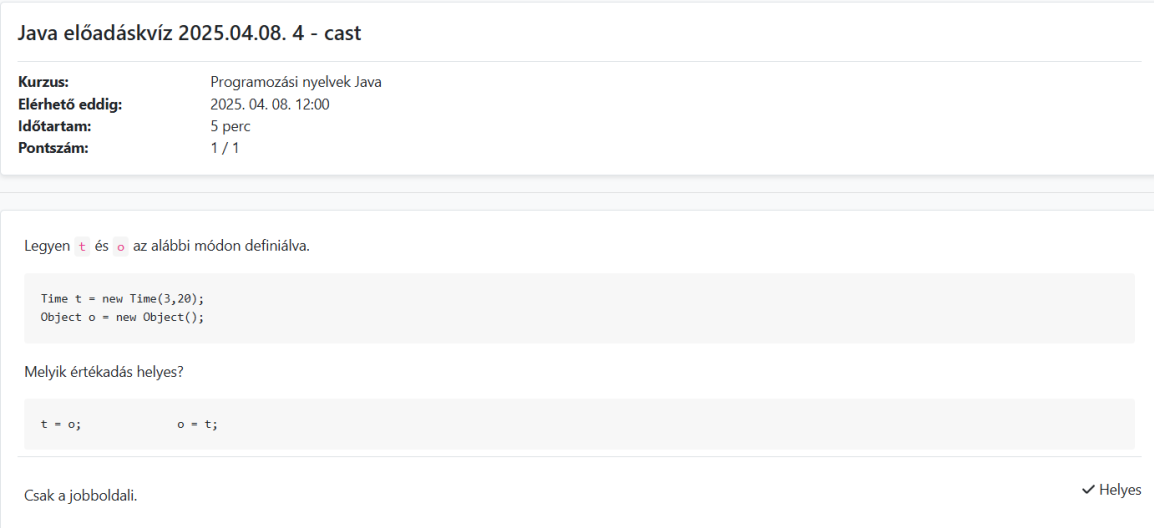 Java előadáskvíz 2025.04.08. 4 - cast
Kurzus: Programozási nyelvek Java
Elérhető eddig: 2025. 04. 08. 12:00
Időtartam: 5 perc
Pontszám: 1 / 1
Legyen t és o az alábbi módon definiálva.
Time t = new Time(3,20);
Object o = new Object();
Melyik értékadás helyes?
t = o; o = t;
Csak a jobboldali. ✓ Helyes